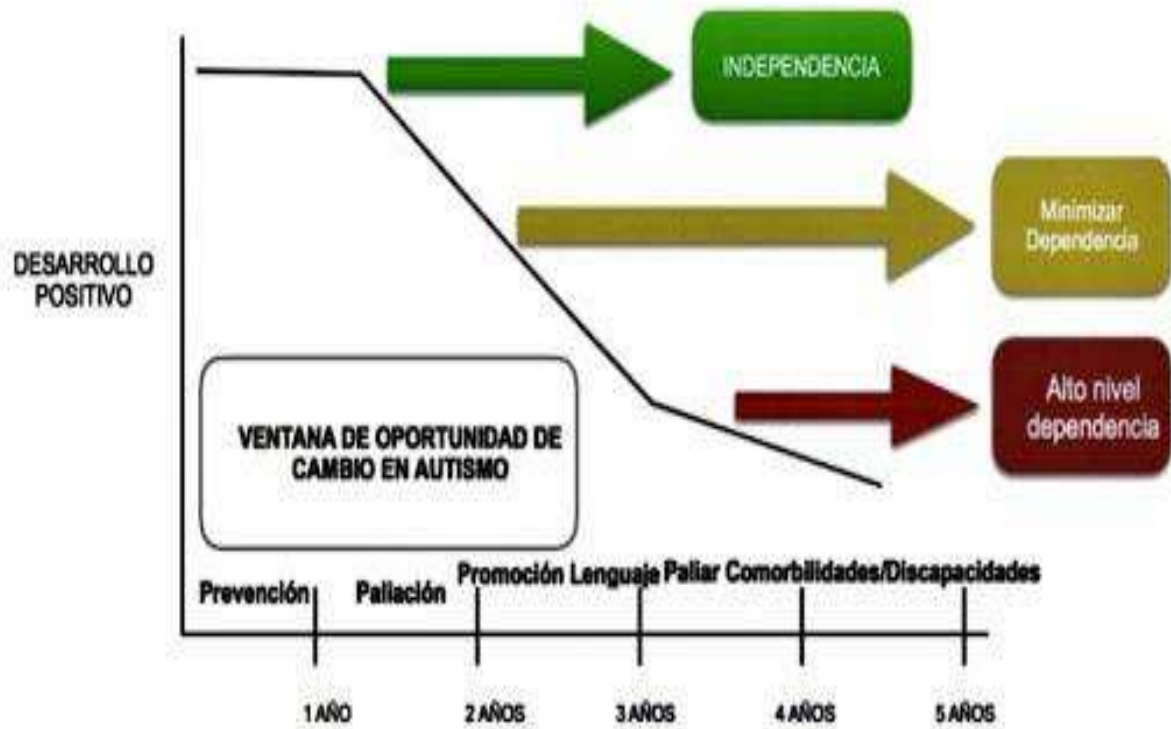 INDEPENDENCIA
Minimizar
Dependencia
DESARROLLO
POSITIVO
Alto nivel
dependencia
VENTANA DE OPORTUNIDAD DE
CAMBIO EN AUTISMO
Prevención
Paliación
Promoción Lenguaje
Paliar Comorbilidades/Discapacidades
1 AÑO
2 AÑOS
3 AÑOS
4 AÑOS
5 AÑOS